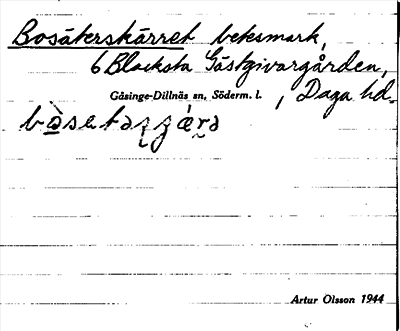 Bosäterskärret betesmark,
6 Blacksta Gästgivargården,
Gåsinge-Dillnäs sn, Söderm. l., Daga hd.
Artur Olsson 1944